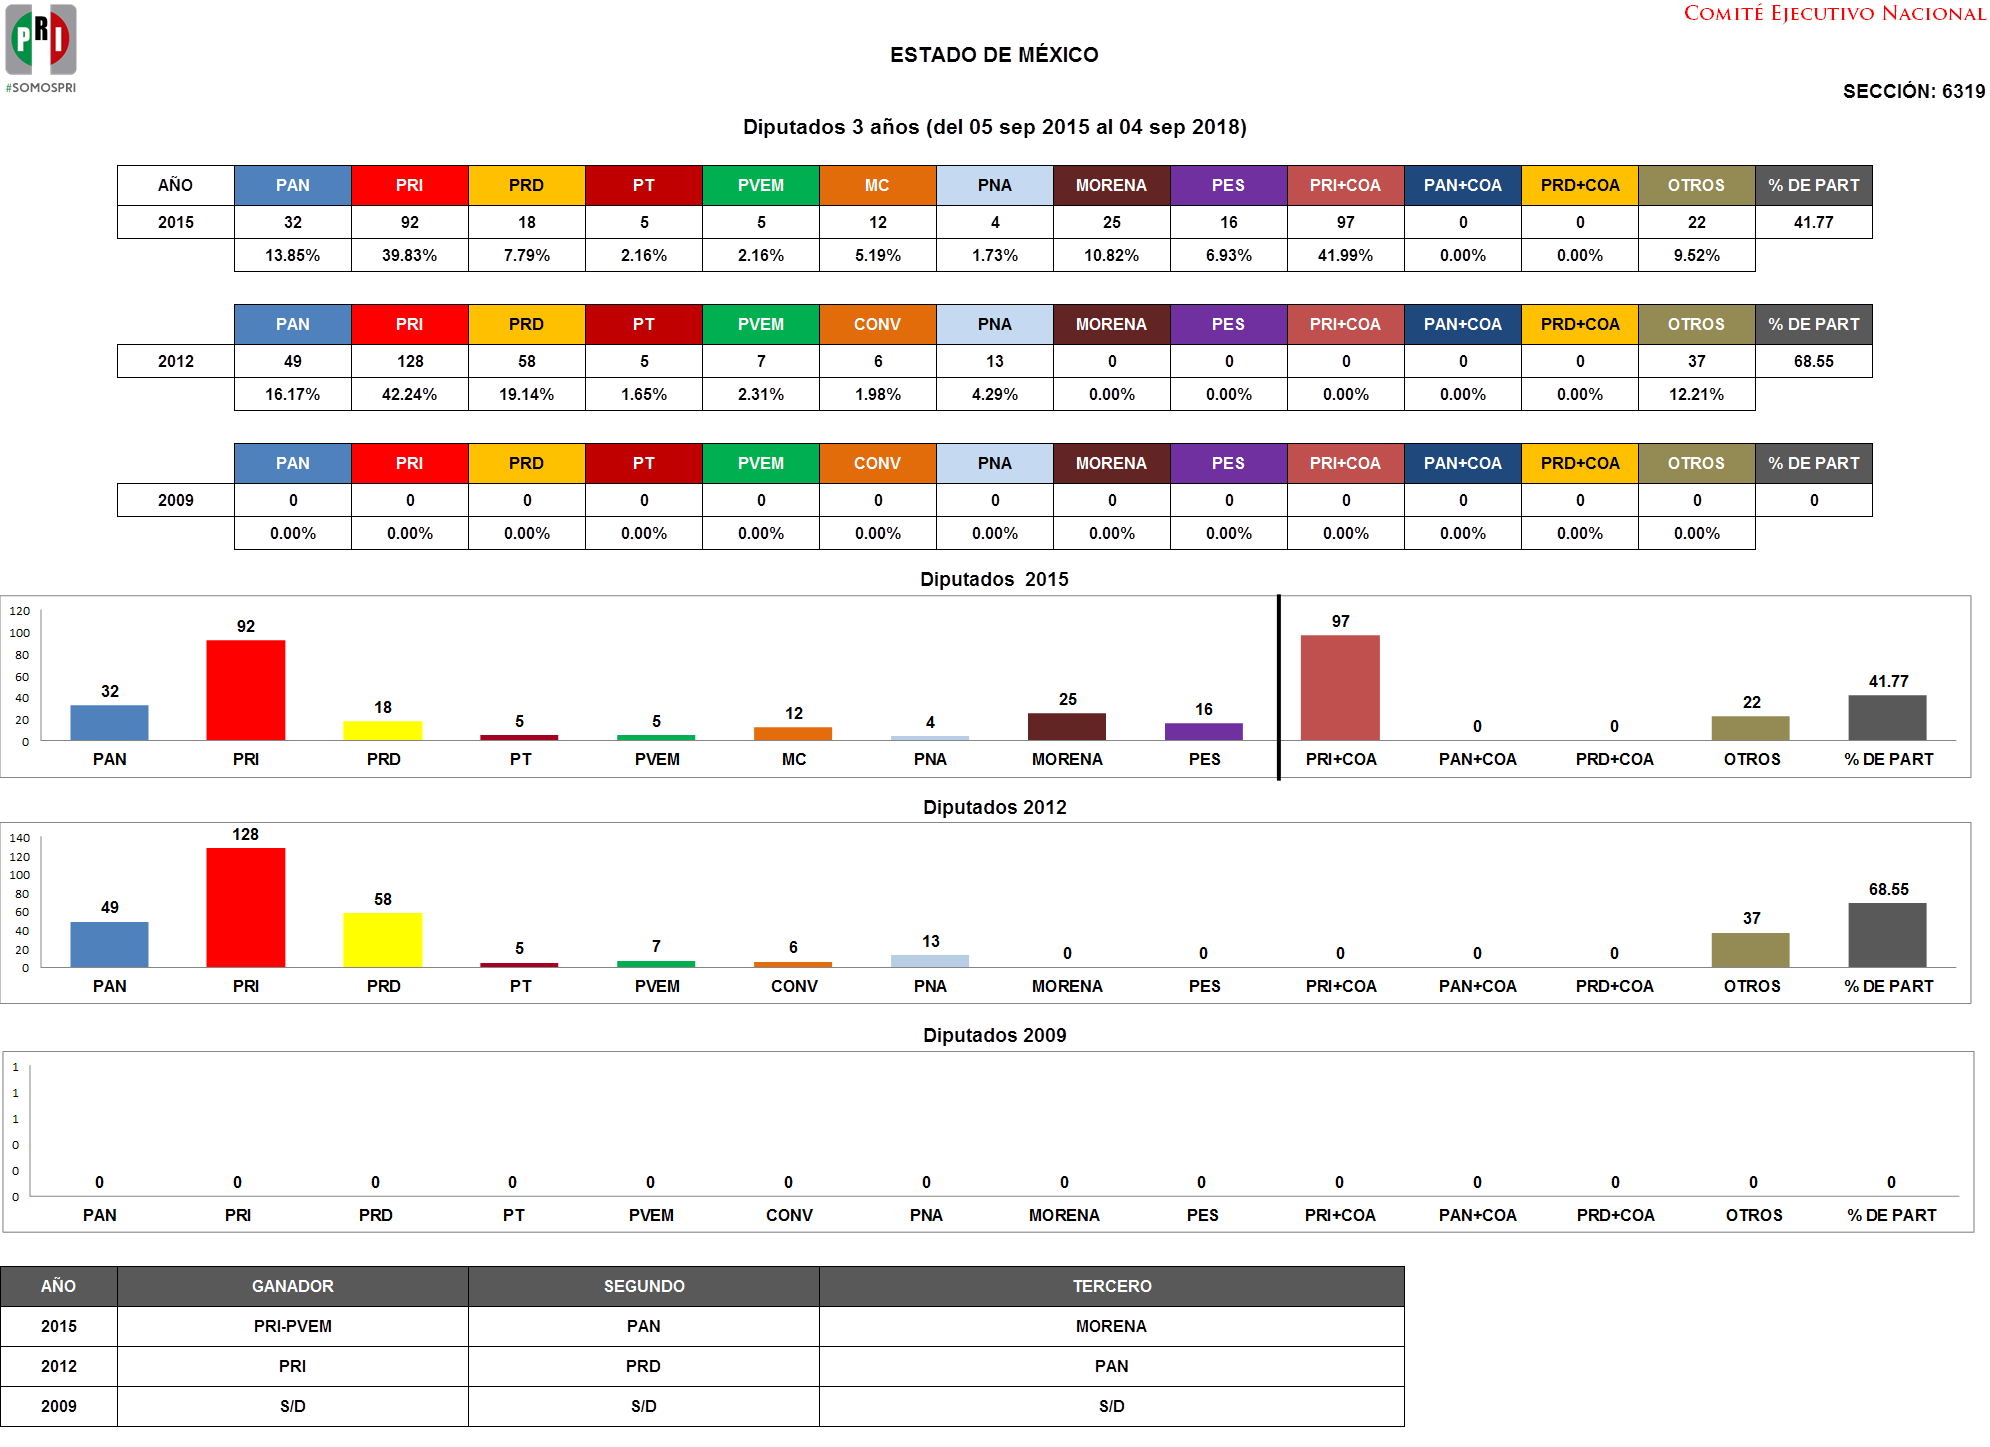 PRI
#SOMOSPRI
COMITÉ EJECUTIVO NACIONAL
ESTADO DE MÉXICO
SECCIÓN: 6319
Diputados 3 años (del 05 sep 2015 al 04 sep 2018)
AÑO PAN PRI PRD PT PVEM MC PNA MORENA PES PRI+COA PAN+COA PRD+COA OTROS % DE PART
2015 32 92 18 5 5 12 4 25 16 97 0 0 22 41.77
13.85% 39.83% 7.79% 2.16% 2.16% 5.19% 1.73% 10.82% 6.93% 41.99% 0.00% 0.00% 9.52%
PAN PRI PRD PT PVEM CONV PNA MORENA PES PRI+COA PAN+COA PRD+COA OTROS % DE PART
2012 49 128 58 5 7 6 13 0 0 0 0 0 37 68.55
16.17% 42.24% 19.14% 1.65% 2.31% 1.98% 4.29% 0.00% 0.00% 0.00% 0.00% 0.00% 12.21%
PAN PRI PRD PT PVEM CONV PNA MORENA PES PRI+COA PAN+COA PRD+COA OTROS % DE PART
2009 0 0 0 0 0 0 0 0 0 0 0 0 0 0
0.00% 0.00% 0.00% 0.00% 0.00% 0.00% 0.00% 0.00% 0.00% 0.00% 0.00% 0.00% 0.00%
Diputados 2015
120
100
80
60
40
20
0
32 92 18 5 5 12 4 25 16 97 0 0 22 41.77
PAN PRI PRD PT PVEM MC PNA MORENA PES PRI+COA PAN+COA PRD+COA OTROS % DE PART
Diputados 2012
140
120
100
80
60
40
20
0
49 128 58 5 7 6 13 0 0 0 0 0 37 68.55
PAN PRI PRD PT PVEM CONV PNA MORENA PES PRI+COA PAN+COA PRD+COA OTROS % DE PART
Diputados 2009
1
1
1
0
0
0
0 0 0 0 0 0 0 0 0 0 0 0 0 0
PAN PRI PRD PT PVEM CONV PNA MORENA PES PRI+COA PAN+COA PRD+COA OTROS % DE PART
AÑO GANADOR SEGUNDO TERCERO
2015 PRI-PVEM PAN MORENA
2012 PRI PRD PAN
2009 S/D S/D S/D